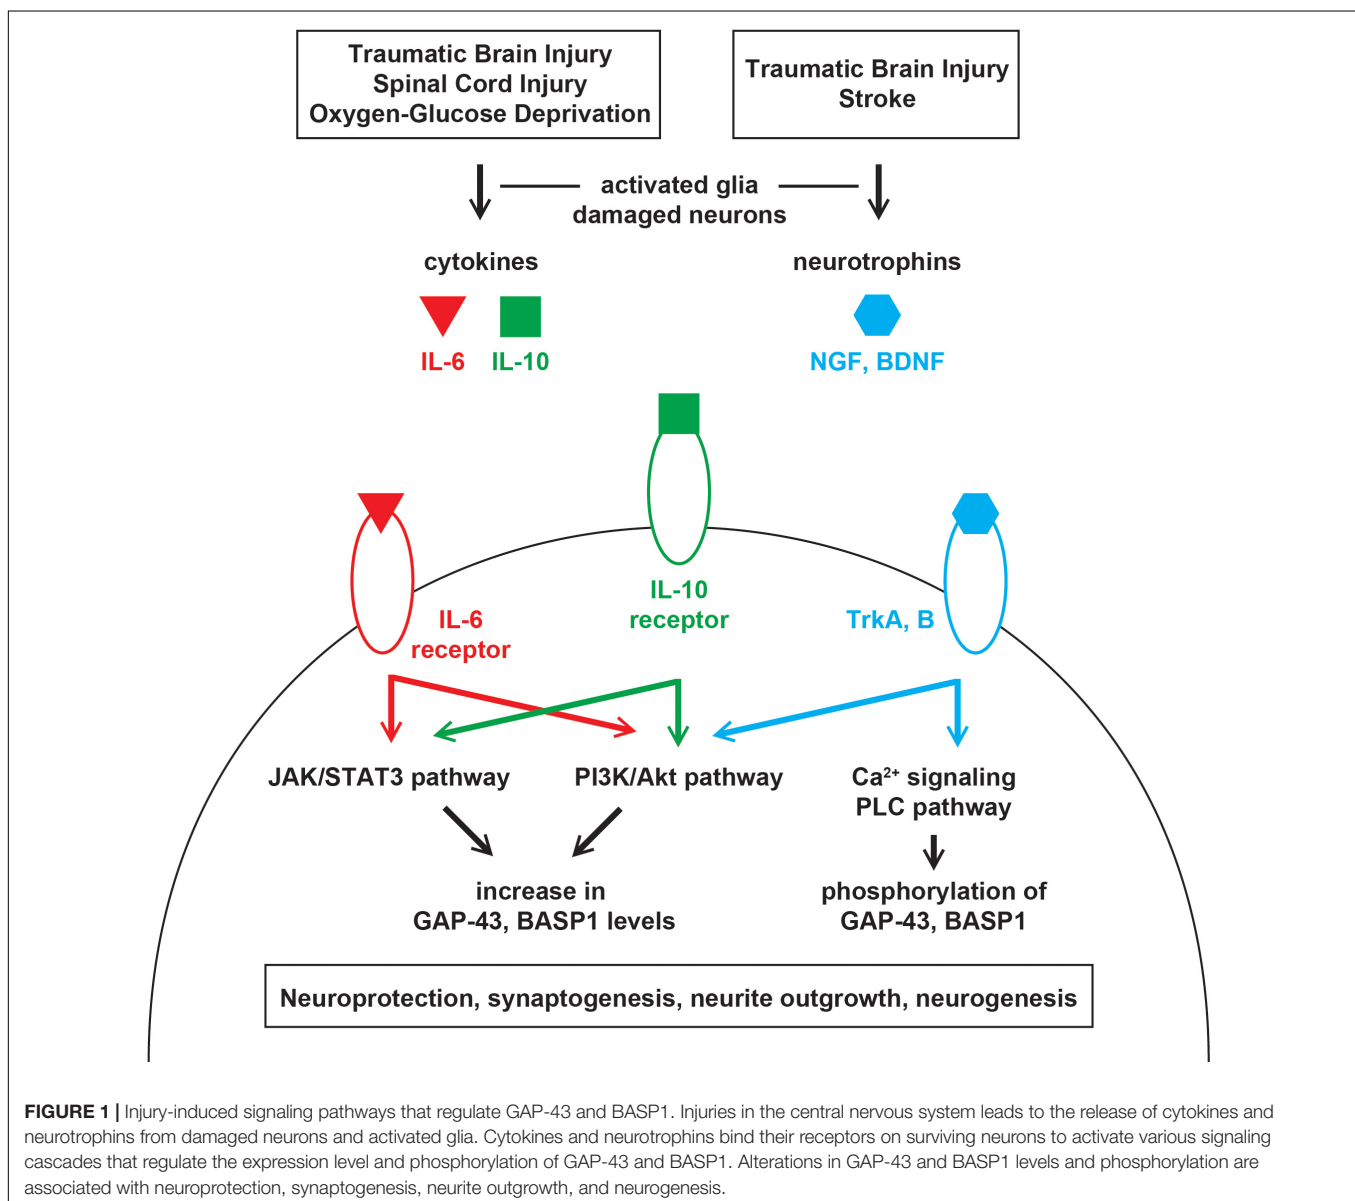 Traumatic Brain Injury
Spinal Cord Injury
Oxygen-Glucose Deprivation
Traumatic Brain Injury
Stroke
activated glia
damaged neurons
cytokines
neurotrophins
IL-6
IL-10
NGF, BDNF
IL-10
receptor
IL-6
receptor
TrkA, B
JAK/STAT3 pathway
PI3K/Akt pathway
Ca²⁺ signaling
PLC pathway
increase in
GAP-43, BASP1 levels
phosphorylation of
GAP-43, BASP1
Neuroprotection, synaptogenesis, neurite outgrowth, neurogenesis
FIGURE 1 | Injury-induced signaling pathways that regulate GAP-43 and BASP1. Injuries in the central nervous system leads to the release of cytokines and
neurotrophins from damaged neurons and activated glia. Cytokines and neurotrophins bind their receptors on surviving neurons to activate various signaling
cascades that regulate the expression level and phosphorylation of GAP-43 and BASP1. Alterations in GAP-43 and BASP1 levels and phosphorylation are
associated with neuroprotection, synaptogenesis, neurite outgrowth, and neurogenesis.